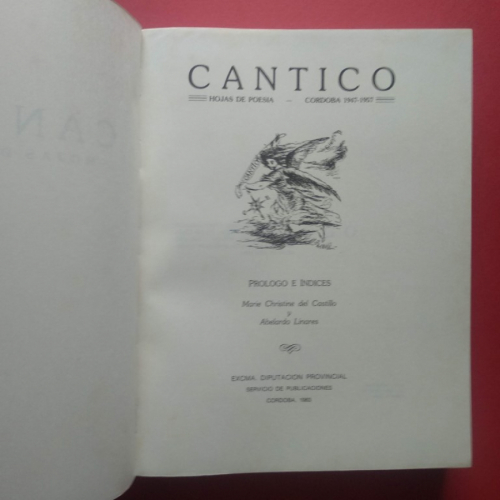 CANTICO
HOJAS DE POESIA — CORDOBA 1947-1957
PROLOGO E INDICES
Marie Christine del Castillo
y
Abelardo Linares
EXCMA. DIPUTACION PROVINCIAL
SERVICIO DE PUBLICACIONES
CORDOBA, 1983